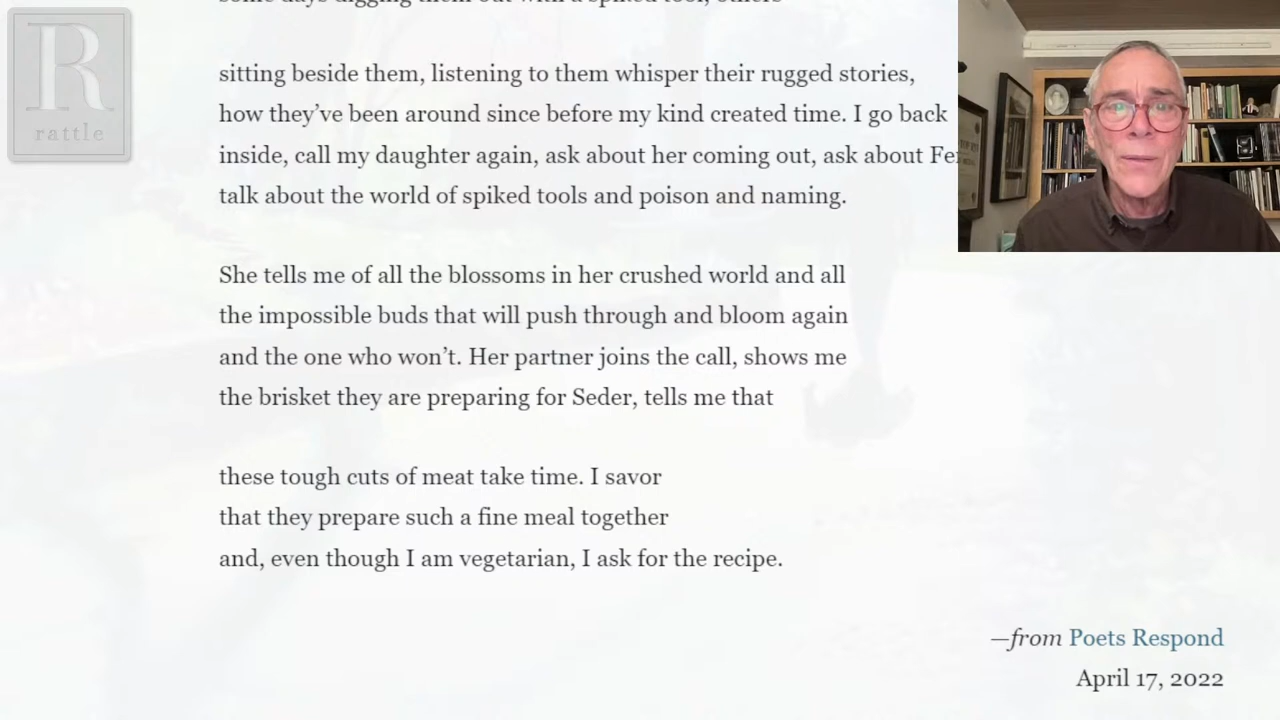 R
rattle
sitting beside them, listening to them whisper their rugged stories,
how they’ve been around since before my kind created time. I go back
inside, call my daughter again, ask about her coming out, ask about
talk about the world of spiked tools and poison and naming.
She tells me of all the blossoms in her crushed world and all
the impossible buds that will push through and bloom again
and the one who won’t. Her partner joins the call, shows me
the brisket they are preparing for Seder, tells me that
these tough cuts of meat take time. I savor
that they prepare such a fine meal together
and, even though I am vegetarian, I ask for the recipe.
—from Poets Respond
April 17, 2022